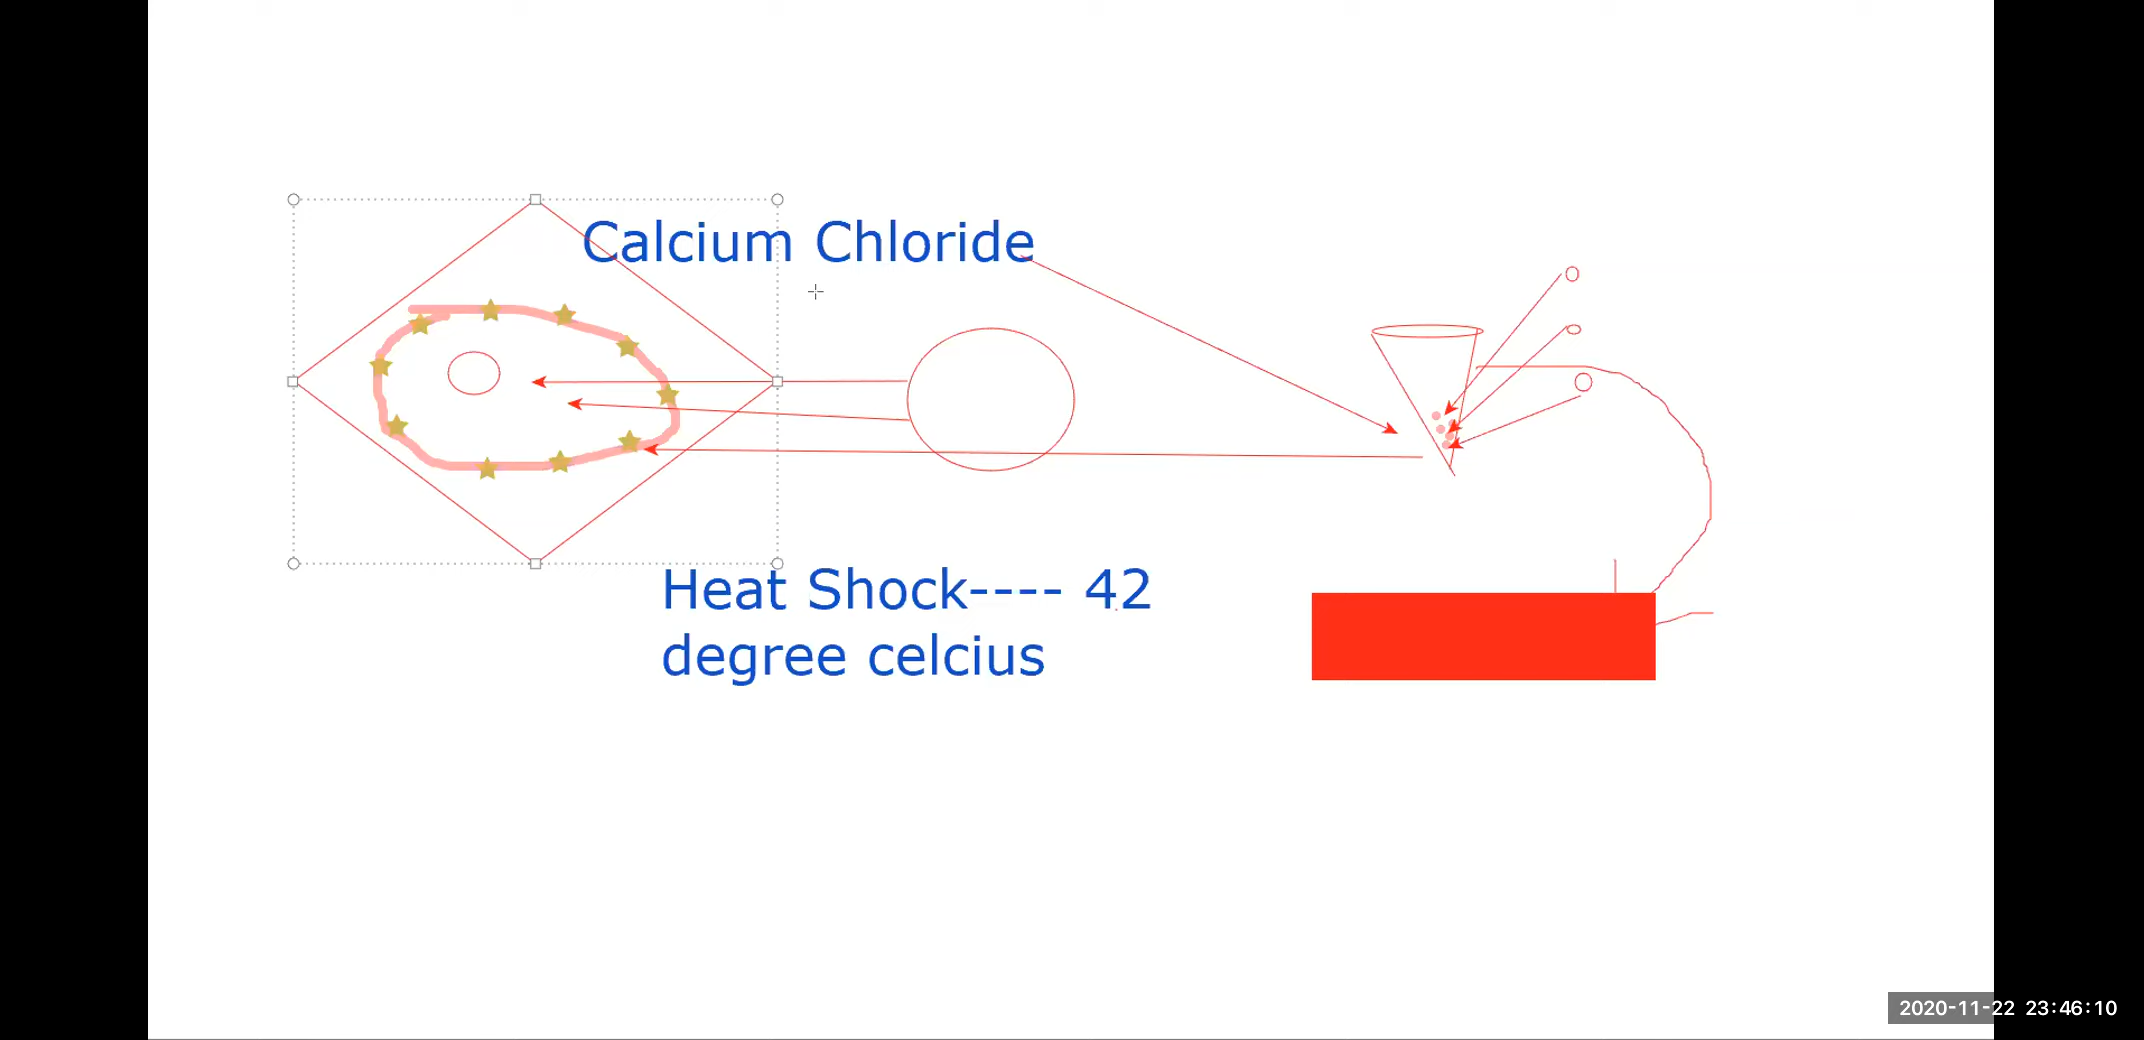 Calcium Chloride
Heat Shock---- 42
degree celcius
2020-11-22 23:46:10